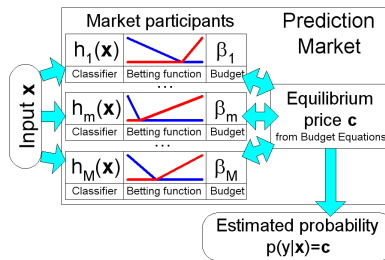 Market participants
Prediction
Market
Input x
h1(x)
β1
Classifier Betting function Budget
...
hm(x)
βm
Classifier Betting function Budget
...
hM(x)
βM
Classifier Betting function Budget
Equilibrium
price c
from Budget Equations
Estimated probability
p(y|x)=c